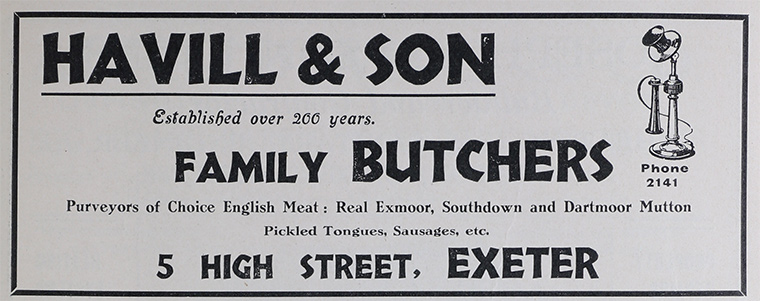 HAVILL & SON
Established over 200 years.
FAMILY BUTCHERS
Phone
2141
Purveyors of Choice English Meat : Real Exmoor, Southdown and Dartmoor Mutton
Pickled Tongues, Sausages, etc.
5 HIGH STREET, EXETER